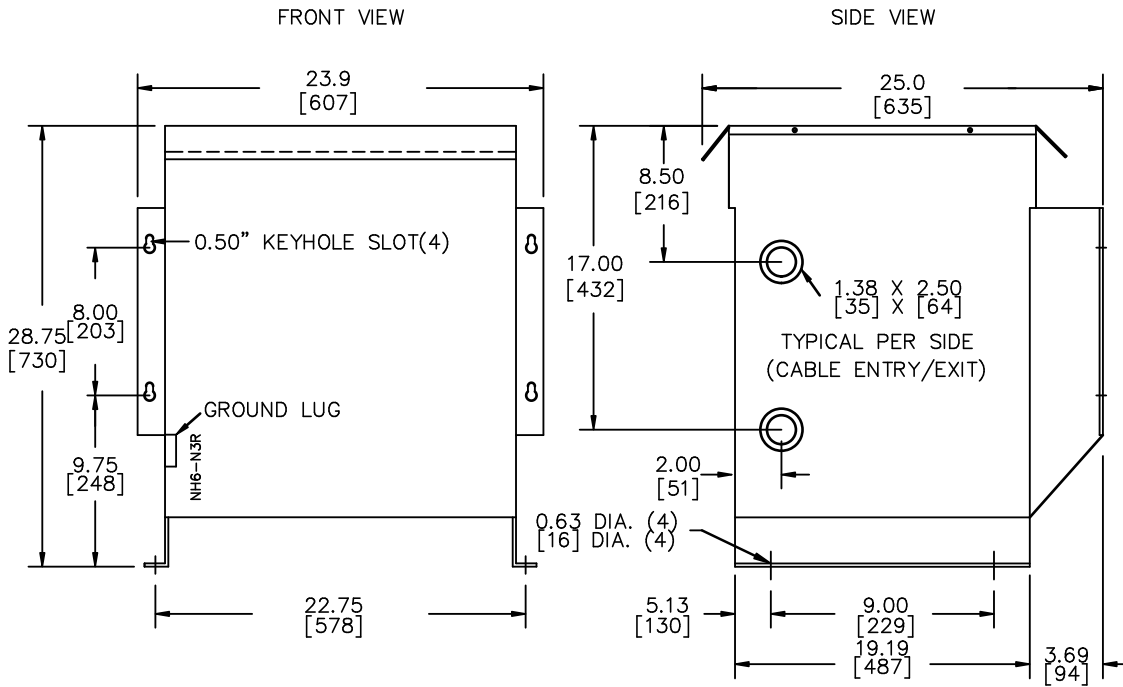 FRONT VIEW
SIDE VIEW
23.9
[607]
25.0
[635]
8.50
[216]
0.50” KEYHOLE SLOT(4)
17.00
[432]
1.38 X 2.50
[35] X [64]
8.00
[203]
28.75
[730]
TYPICAL PER SIDE
(CABLE ENTRY/EXIT)
GROUND LUG
NH6-N3R
9.75
[248]
2.00
[51]
0.63 DIA. (4)
[16] DIA. (4)
22.75
[578]
5.13
[130]
9.00
[229]
19.19
[487]
3.69
[94]